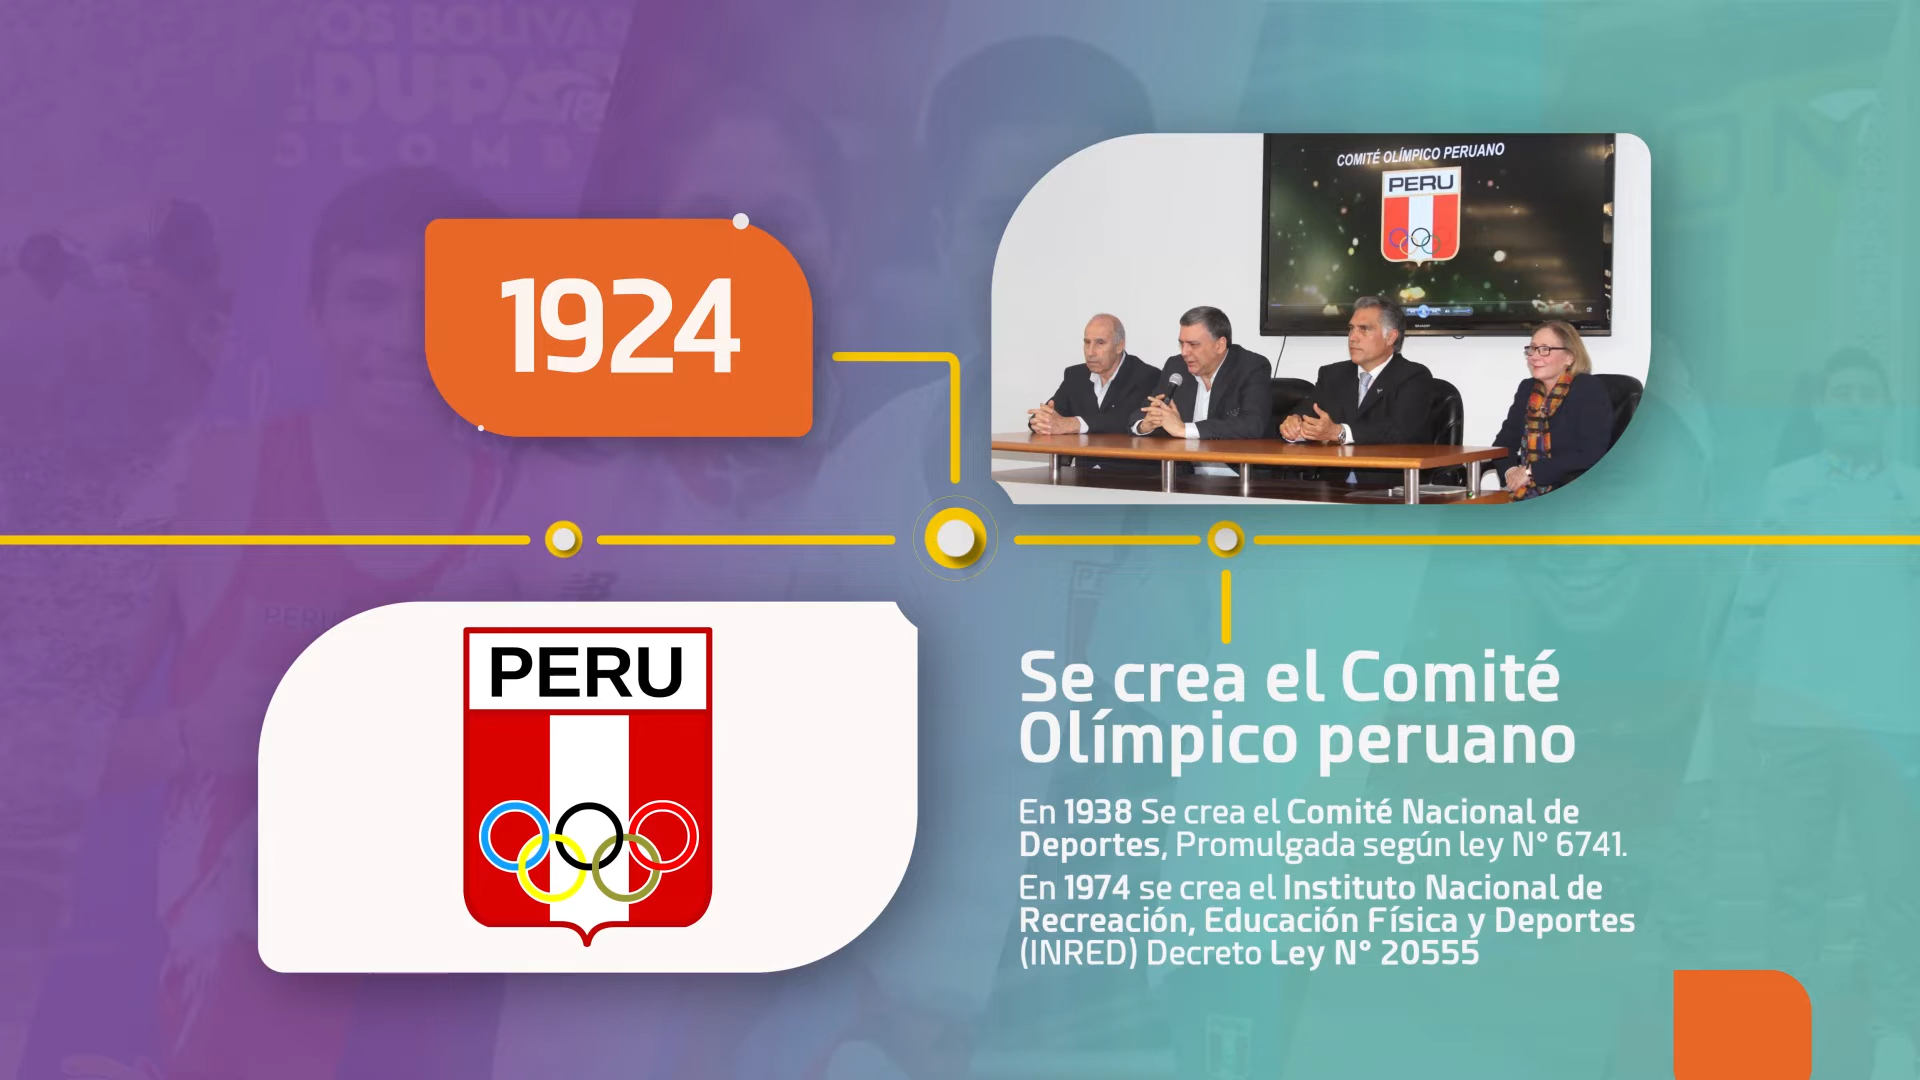 1924
COMITÉ OLÍMPICO PERUANO
PERU
PERU
Se crea el Comité
Olímpico peruano
En 1938 Se crea el Comité Nacional de
Deportes, Promulgada según ley N° 6741.
En 1974 se crea el Instituto Nacional de
Recreación, Educación Física y Deportes
(INRED) Decreto Ley N° 20555